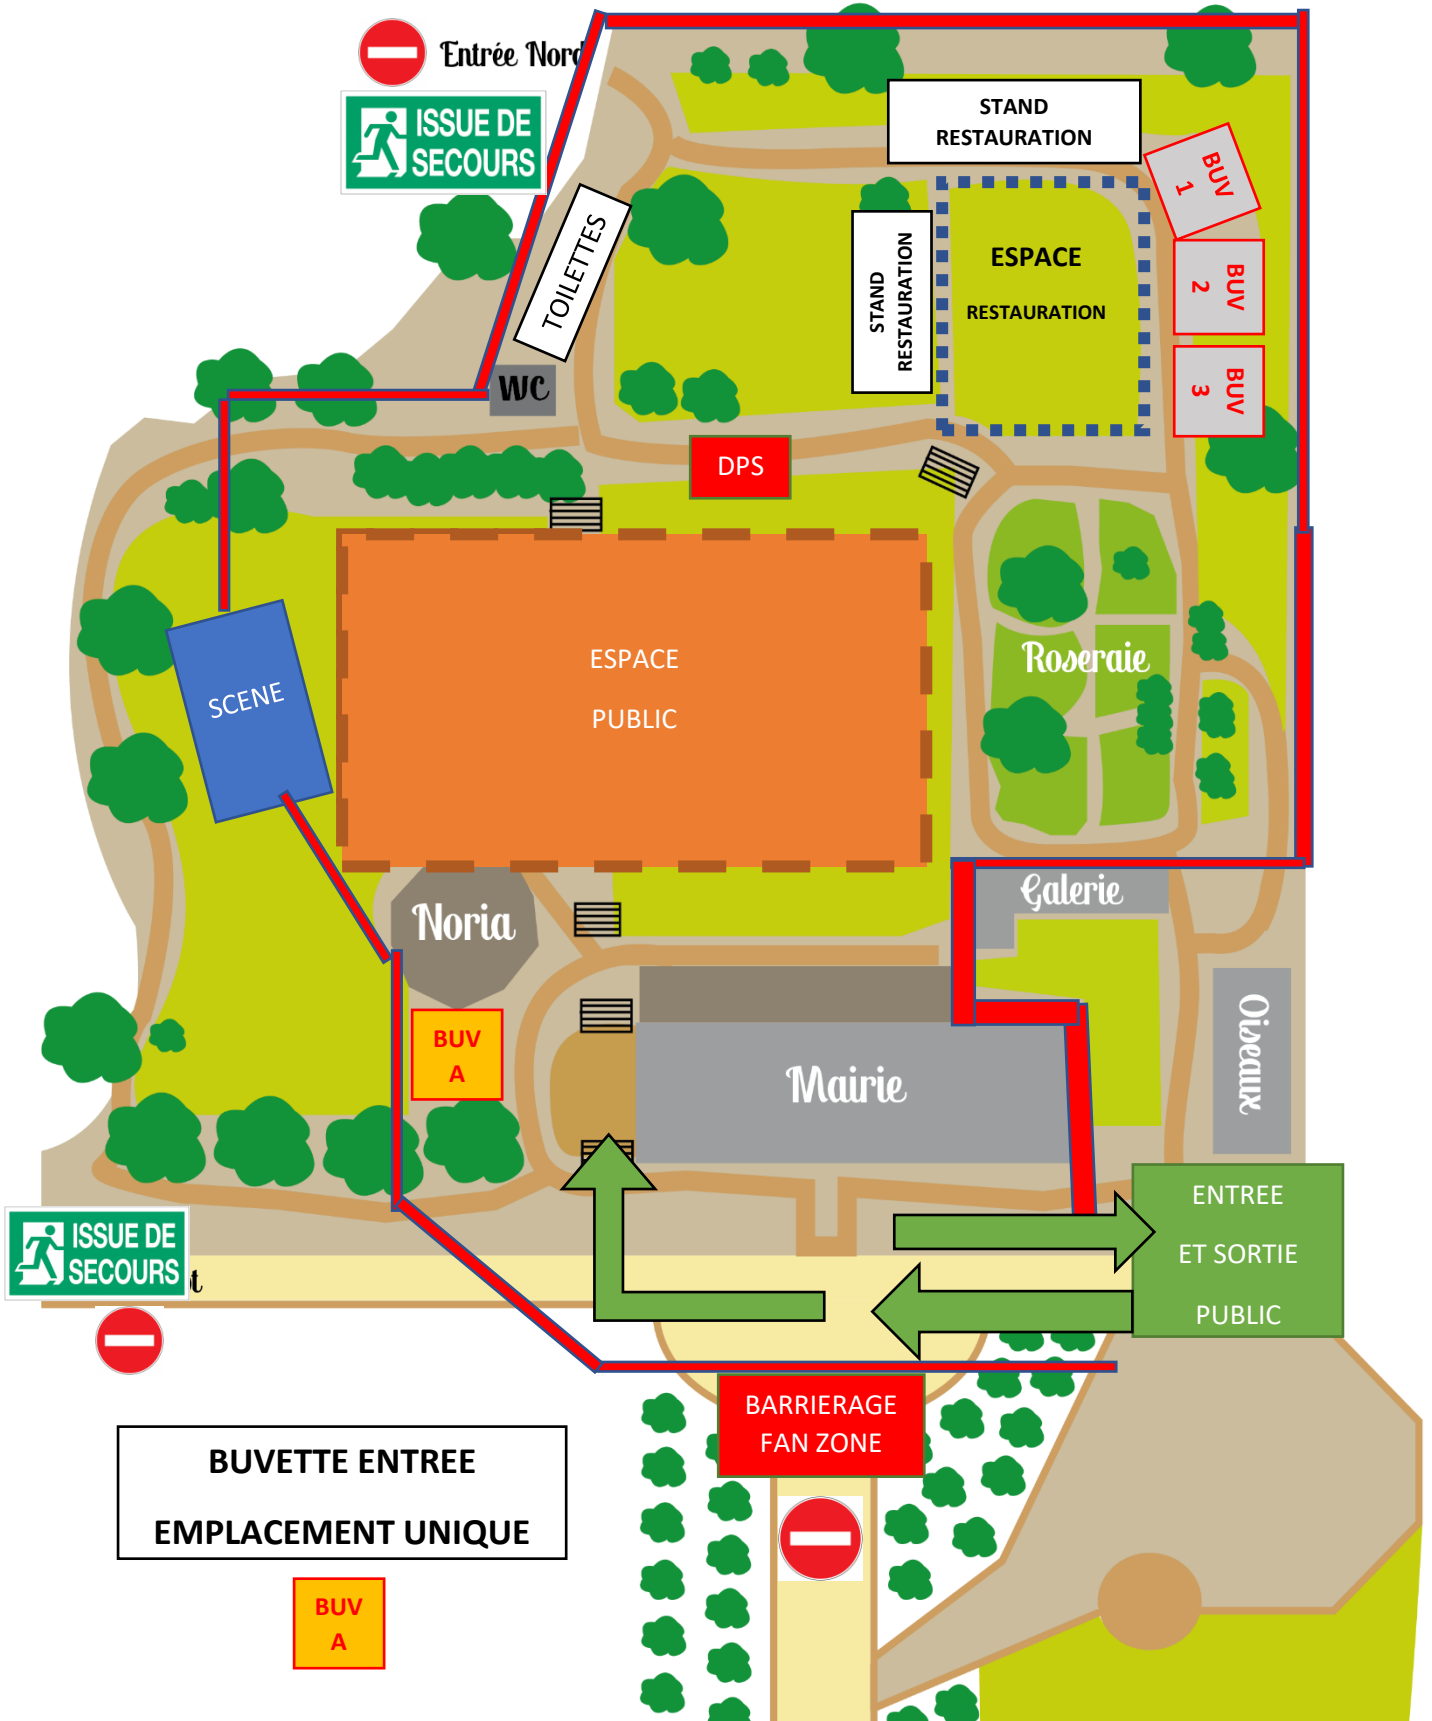 Entrée Nord
ISSUE DE
SECOURS
STAND
RESTAURATION
BUV
1
TOILETTES
STAND
RESTAURATION
ESPACE
RESTAURATION
BUV
2
BUV
3
WC
DPS
ESPACE
PUBLIC
Roseraie
SCENE
Noria
Galerie
BUV
A
Mairie
Oiseaux
ISSUE DE
SECOURS
ENTREE
ET SORTIE
PUBLIC
BARRIERAGE
FAN ZONE
BUVETTE ENTREE
EMPLACEMENT UNIQUE
BUV
A